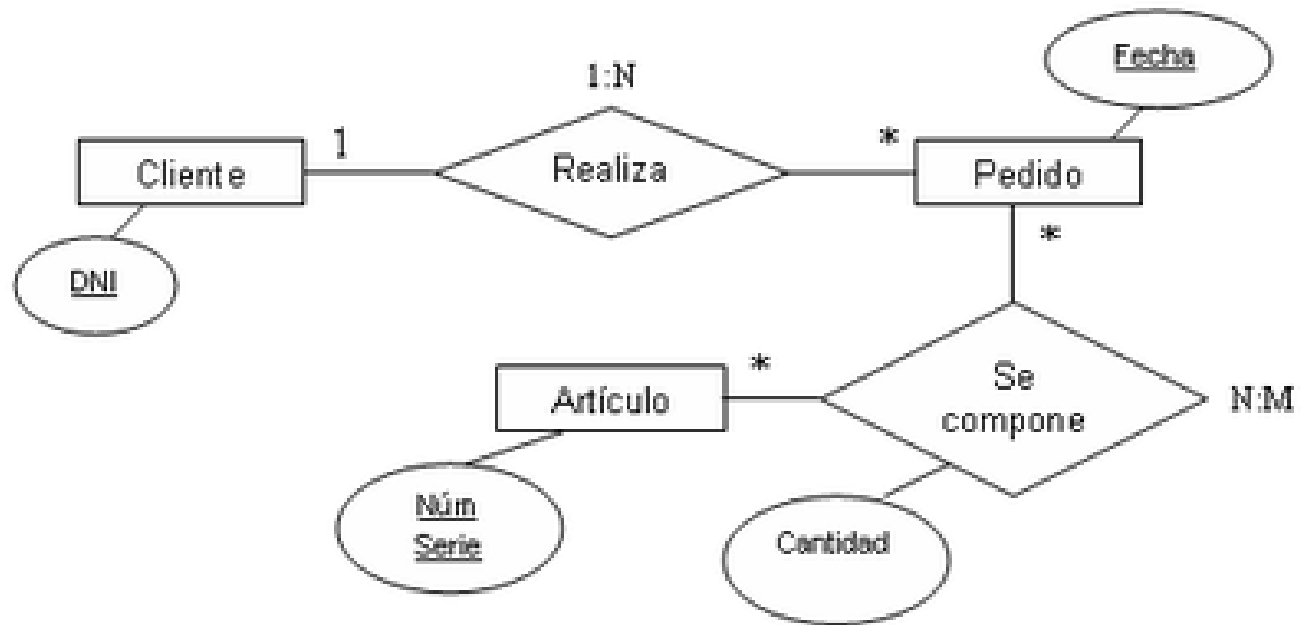 Fecha
1:N
1
*
Cliente
Realiza
Pedido
*
DNI
*
Artículo
Se
compone
N:M
Núm
Serie
Cantidad